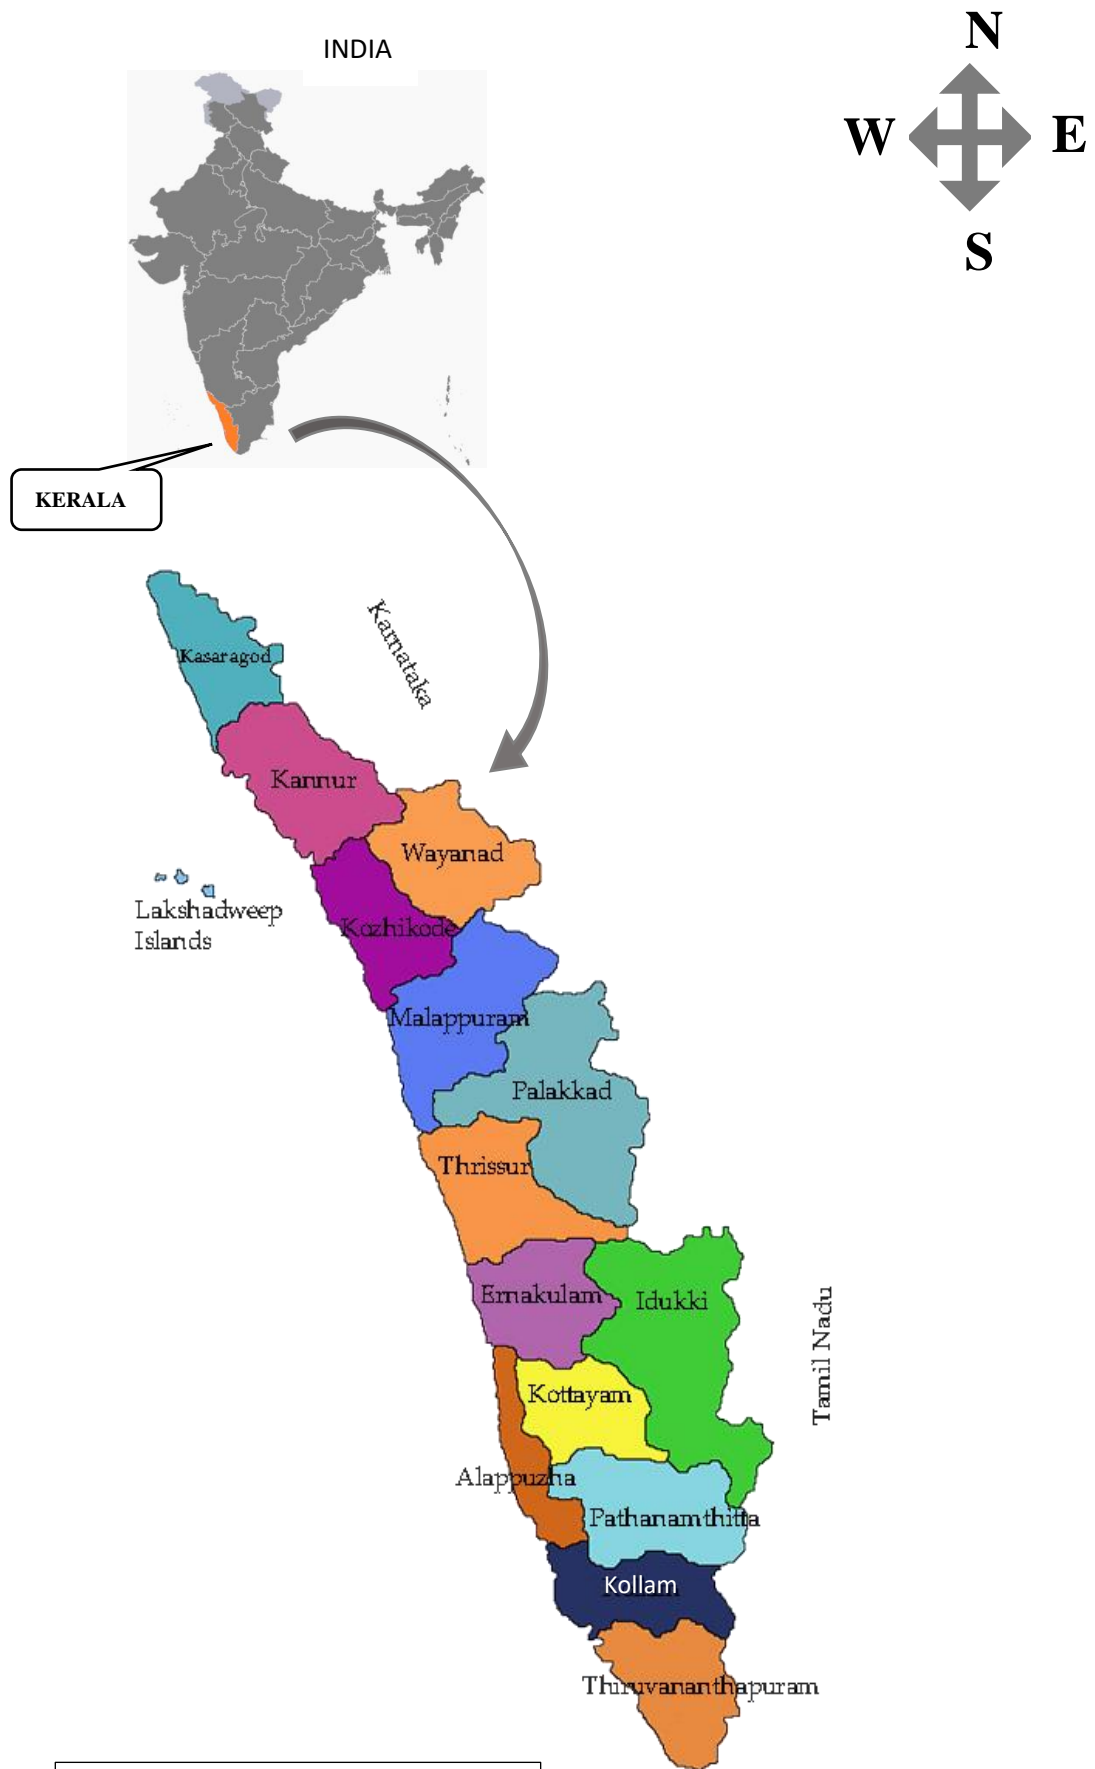 N
INDIA
W
E
S
KERALA
Karnataka
Kasaragod
Kannur
Wayanad
Lakshadweep
Islands
Kozhikode
Malappuram
Palakkad
Thrissur
Ernakulam
Idukki
Tamil Nadu
Kottayam
Alappuzha
Pathanamthitta
Kollam
Thiruvananthapuram